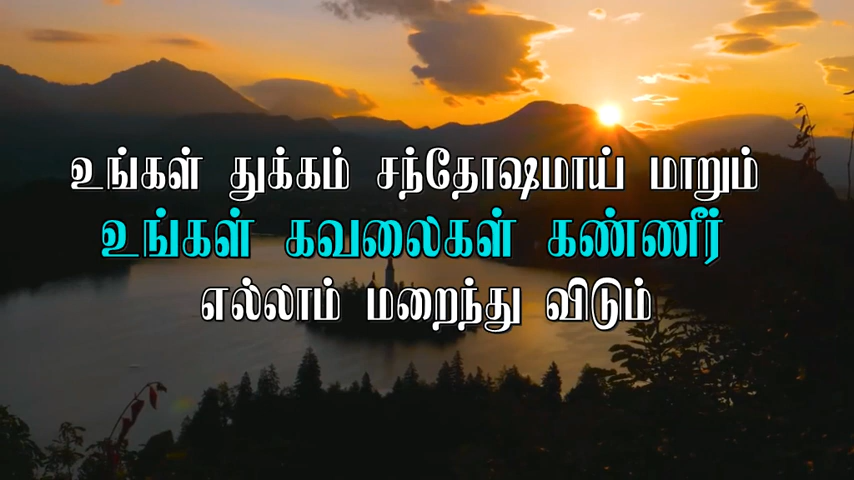 உங்கள் துக்கம் சந்தோஷமாய் மாறும்
உங்கள் கவலைகள் கண்ணீர்
எல்லாம் மறைந்து விடும்